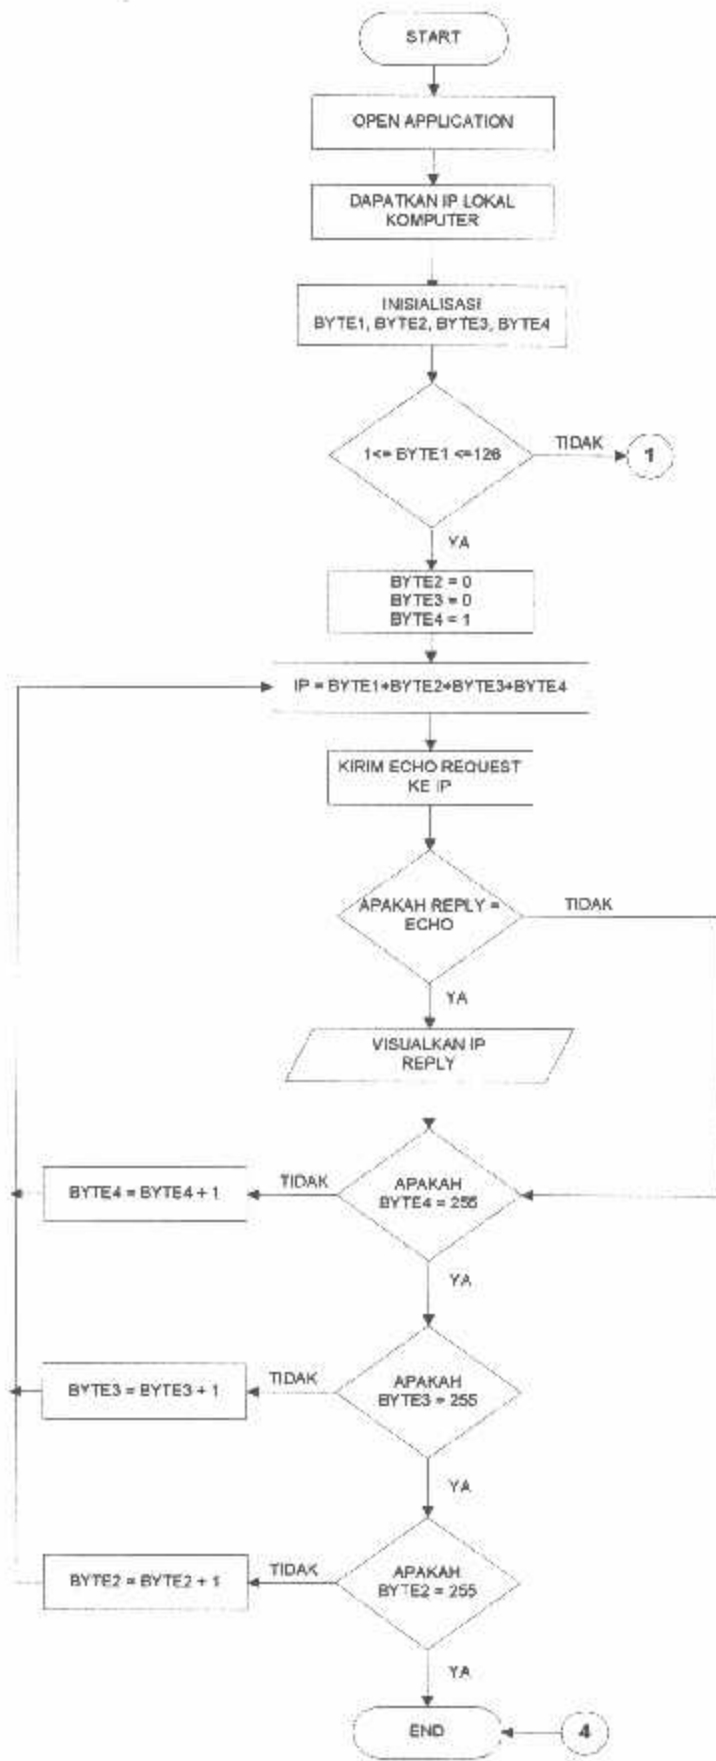 START
OPEN APPLICATION
DAPATKAN IP LOKAL
KOMPUTER
INISIALISASI
BYTE1, BYTE2, BYTE3, BYTE4
1<= BYTE1 <=126
TIDAK
1
YA
BYTE2 = 0
BYTE3 = 0
BYTE4 = 1
IP = BYTE1+BYTE2+BYTE3+BYTE4
KIRIM ECHO REQUEST
KE IP
APAKAH REPLY =
ECHO
TIDAK
YA
VISUALKAN IP
REPLY
APAKAH
BYTE4 = 255
TIDAK
BYTE4 = BYTE4 + 1
YA
APAKAH
BYTE3 = 255
TIDAK
BYTE3 = BYTE3 + 1
YA
APAKAH
BYTE2 = 255
TIDAK
BYTE2 = BYTE2 + 1
YA
END
4